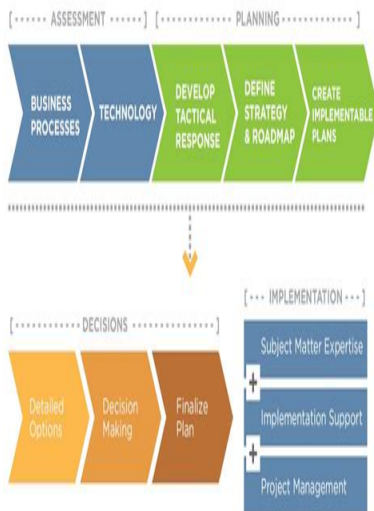 ASSESSMENT
PLANNING
BUSINESS
PROCESSES
TECHNOLOGY
DEVELOP
TACTICAL
RESPONSE
DEFINE
STRATEGY
& ROADMAP
CREATE
IMPLEMENTABLE
PLANS
DECISIONS
Detailed
Options
Decision
Making
Finalize
Plan
IMPLEMENTATION
Subject Matter Expertise
+
Implementation Support
+
Project Management